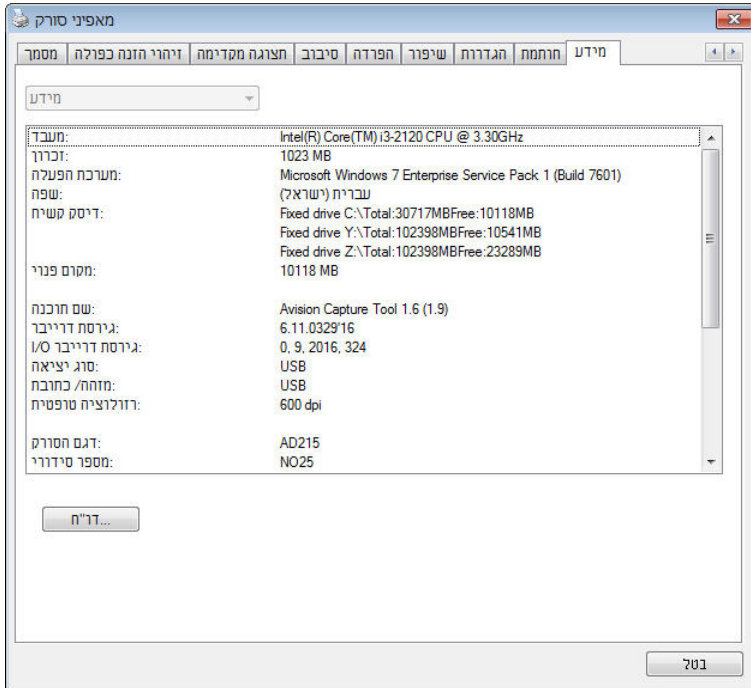 מאפיני סורק
מסמך זיהוי הזנה כפולה תצוגה מקדימה סיבוב הפרדה שיפור הגדרות חותמת מידע
מידע
מעבד: Intel(R) Core(TM) i3-2120 CPU @ 3.30GHz
זכרון: 1023 MB
מערכת הפעלה: Microsoft Windows 7 Enterprise Service Pack 1 (Build 7601)
שפה: עברית (ישראל)
דיסק קשיח: Fixed drive C:\Total:30717MBFree:10118MB
Fixed drive Y:\Total:102398MBFree:10541MB
Fixed drive Z:\Total:102398MBFree:23289MB
מקום פנוי: 10118 MB
שם תוכנה: Avision Capture Tool 1.6 (1.9)
גירסת דרייבר: 6.11.0329'16
גירסת דרייבר I/O: 0, 9, 2016, 324
סוג יציאה: USB
מזהה/ כתובת: USB
רזולוציה טופטית: 600 dpi
דגם הסורק: AD215
מספר סידורי: NO25
דו"ח...
בטל